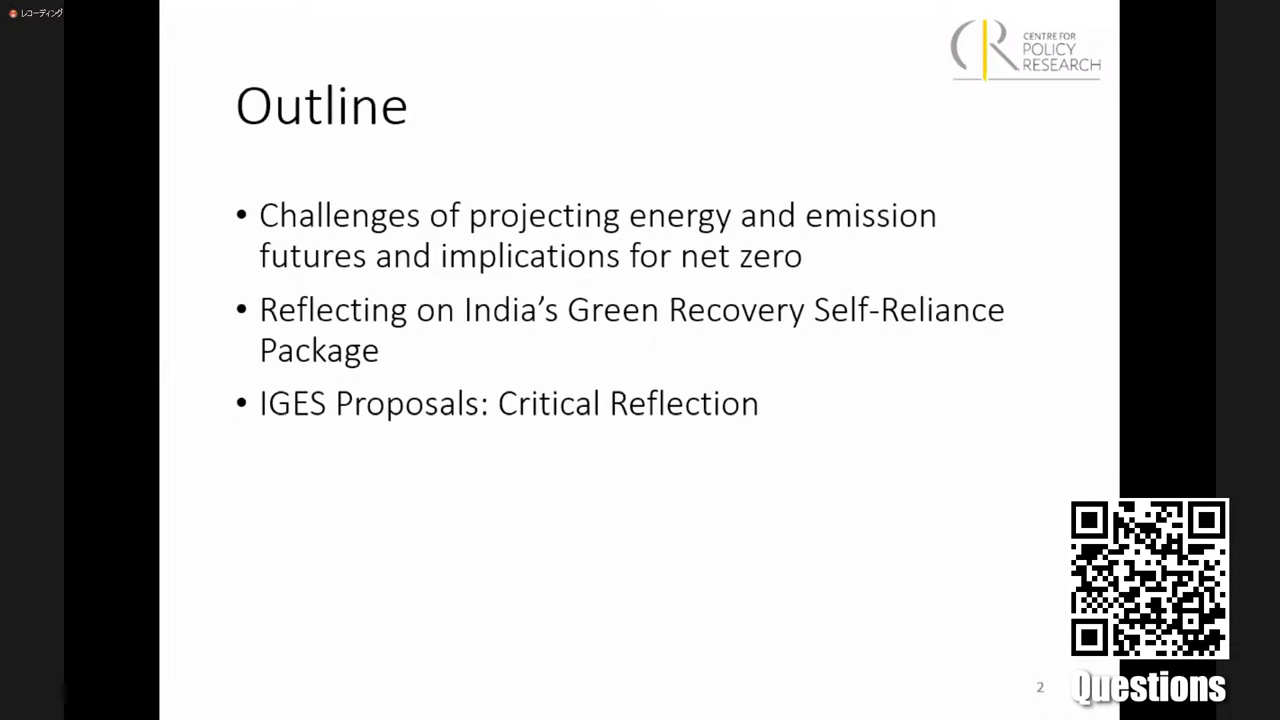 レコーディング
CENTRE FOR
POLICY
RESEARCH
Outline
• Challenges of projecting energy and emission
futures and implications for net zero
• Reflecting on India’s Green Recovery Self-Reliance
Package
• IGES Proposals: Critical Reflection
2
Questions